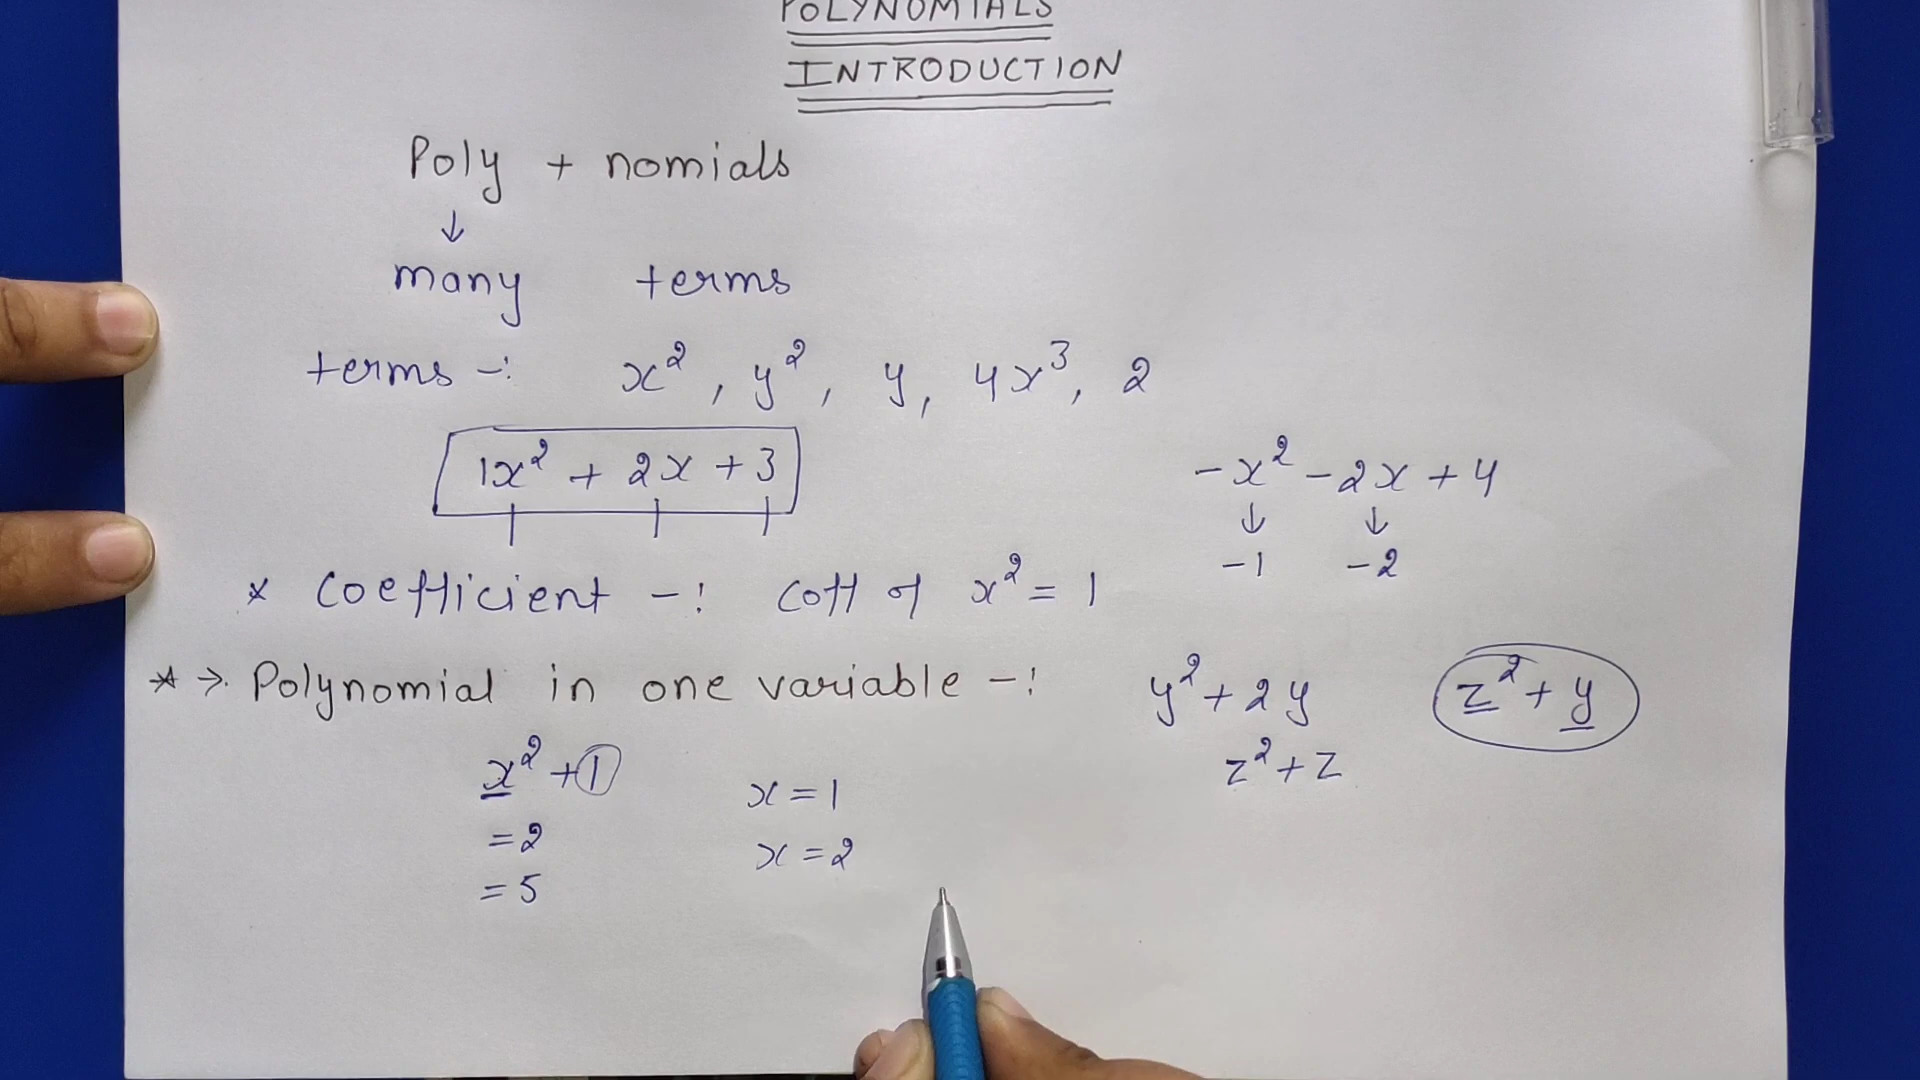 POLYNOMIALS
INTRODUCTION
Poly + nomials
↓
many terms
terms -: x², y², y, 4x³, 2
1x² + 2x + 3
-x² - 2x + 4
↓ ↓
-1 -2
* Coefficient -: Coff of x² = 1
* →. Polynomial in one variable -:
y² + 2y
z² + y
z² + z
x² + 1
= 2
= 5
x = 1
x = 2